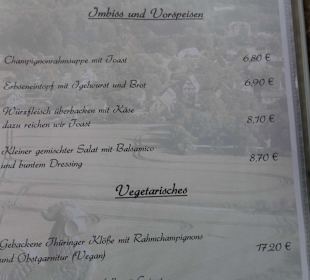 Imbiss und Vorspeisen
Champignonrahmsuppe mit Toast 6,80 €
Erbseneintopf mit Igelwurst und Brot 6,90 €
Würzfleisch überbacken mit Käse
dazu reichen wir Toast 8,10 €
Kleiner gemischter Salat mit Balsamico
und buntem Dressing 8,70 €
Vegetarisches
Gebackene Thüringer Klöße mit Rahmchampignons
und Obstgarnitur (Vegan) 17,20 €